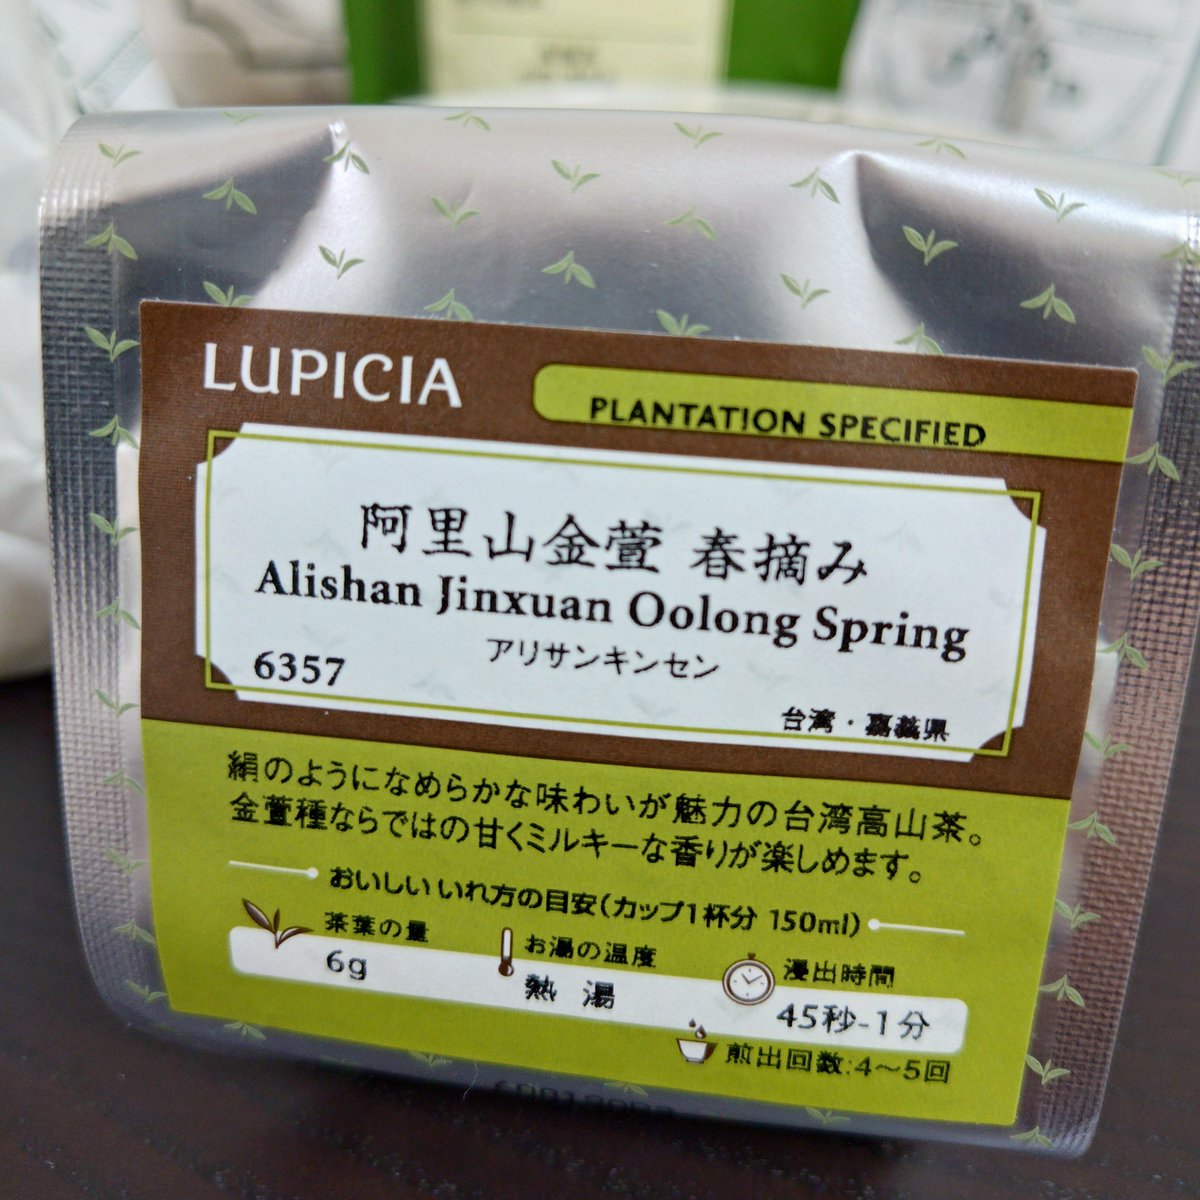 LUPICIA
PLANTATION SPECIFIED
阿里山金萱 春摘み
Alishan Jinxuan Oolong Spring
アリサンキンセン
6357
台湾・嘉義県
絹のようになめらかな味わいが魅力の台湾高山茶。
金萱種ならではの甘くミルキーな香りが楽しめます。
おいしいいれ方の目安(カップ1杯分 150ml)
茶葉の量
6g
お湯の温度
熱 湯
浸出時間
45秒-1分
煎出回数:4～5回